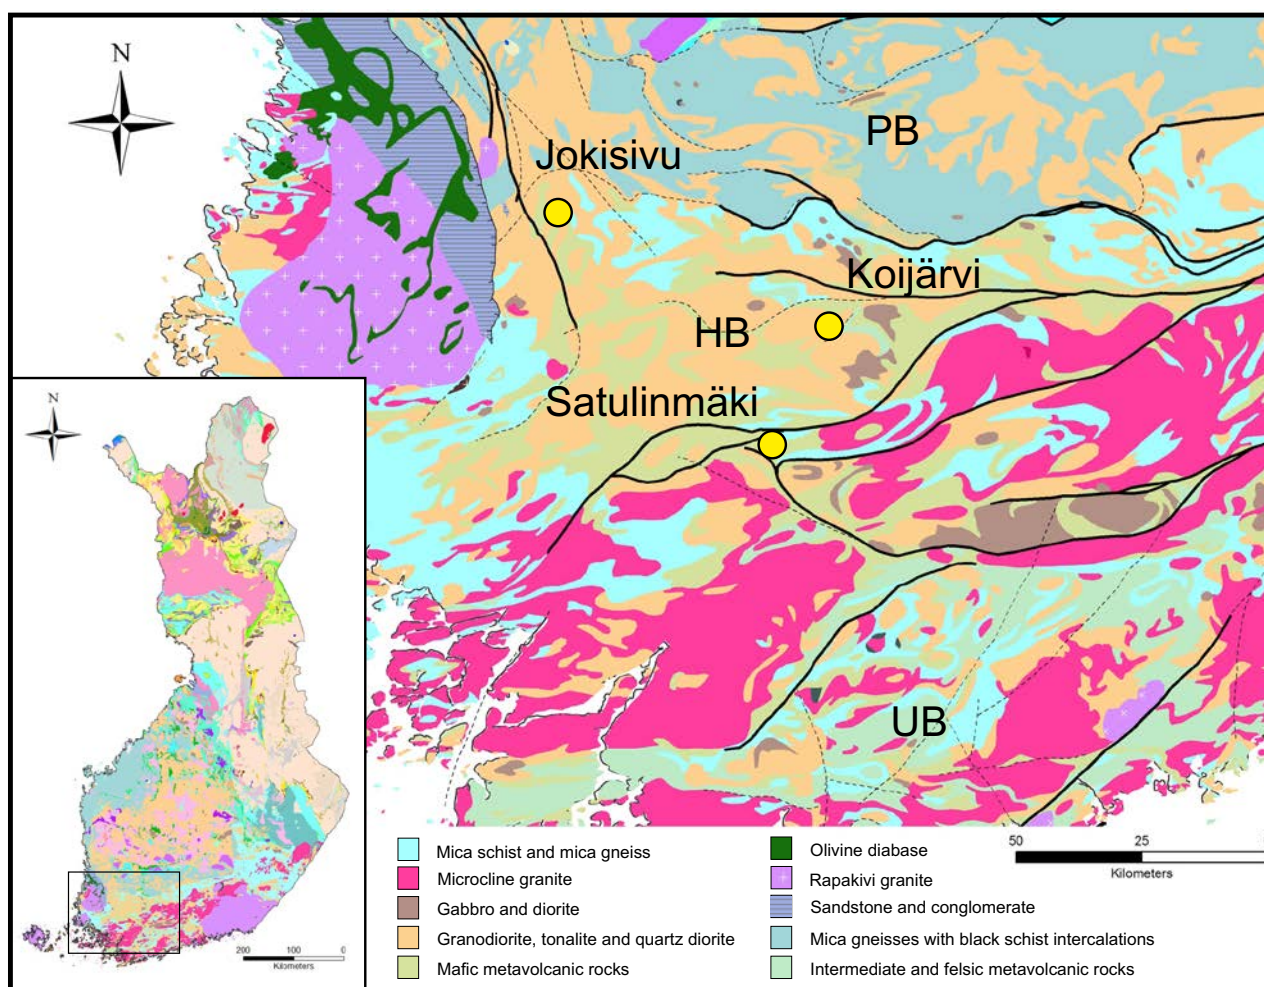 N
Jokisivu
PB
Koijärvi
HB
Satulinmäki
N
UB
200 100 0
Kilometers
50 25
Kilometers
Mica schist and mica gneiss
Microcline granite
Gabbro and diorite
Granodiorite, tonalite and quartz diorite
Mafic metavolcanic rocks
Olivine diabase
Rapakivi granite
Sandstone and conglomerate
Mica gneisses with black schist intercalations
Intermediate and felsic metavolcanic rocks